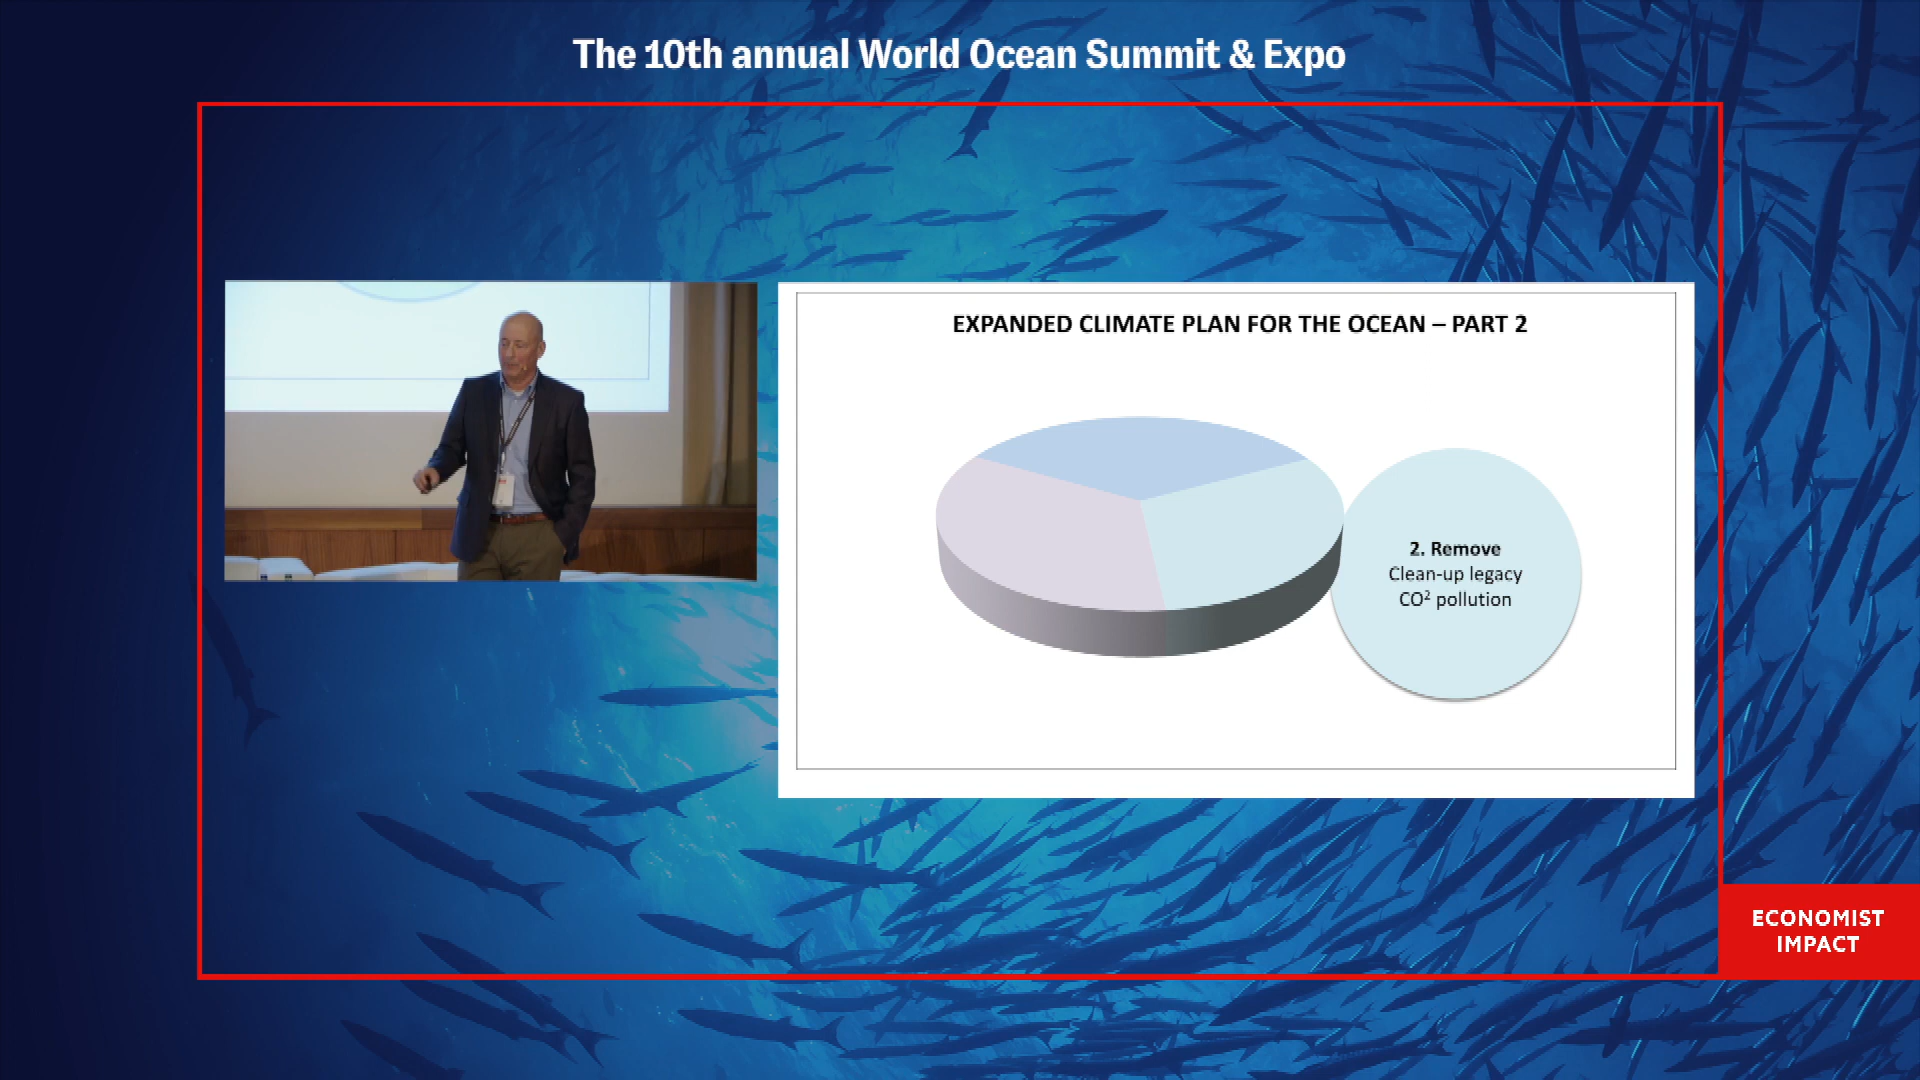 The 10th annual World Ocean Summit & Expo
EXPANDED CLIMATE PLAN FOR THE OCEAN – PART 2
2. Remove
Clean-up legacy
CO² pollution
ECONOMIST
IMPACT